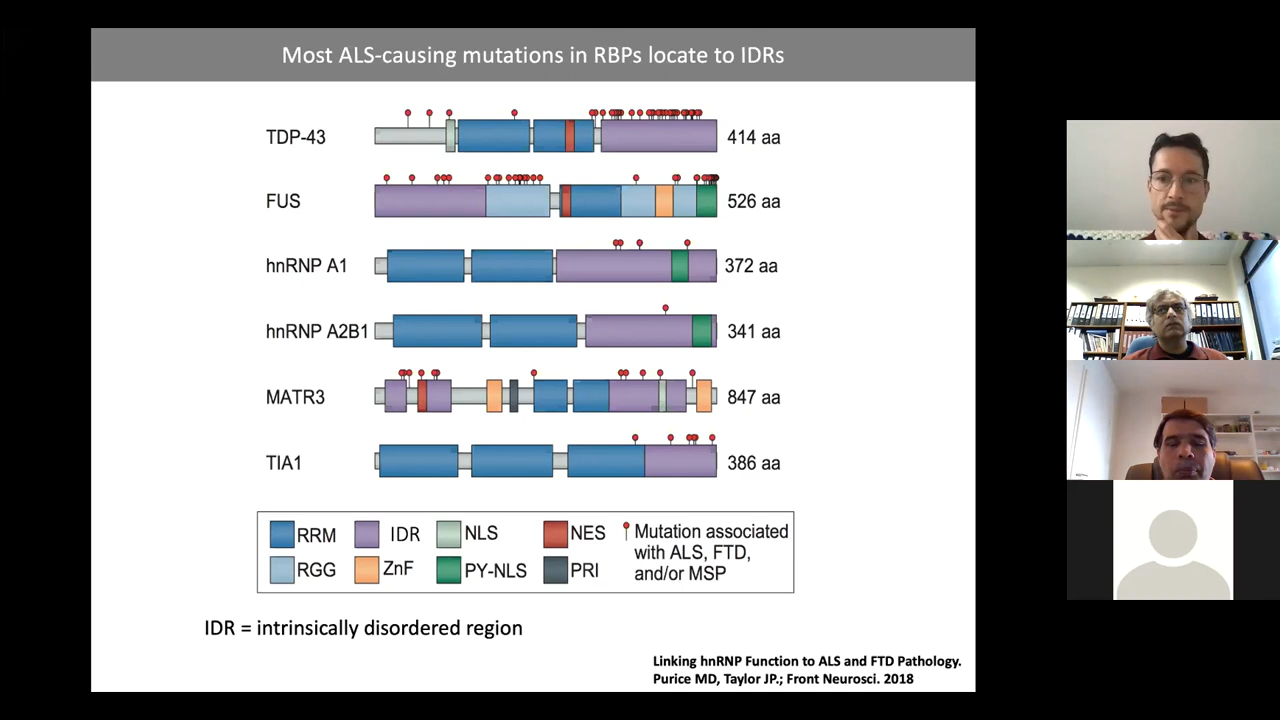 Most ALS-causing mutations in RBPs locate to IDRs
TDP-43
414 aa
FUS
526 aa
hnRNP A1
372 aa
hnRNP A2B1
341 aa
MATR3
847 aa
TIA1
386 aa
RRM
IDR
NLS
NES
Mutation associated
with ALS, FTD,
and/or MSP
RGG
ZnF
PY-NLS
PRI
IDR = intrinsically disordered region
Linking hnRNP Function to ALS and FTD Pathology.
Purice MD, Taylor JP.; Front Neurosci. 2018